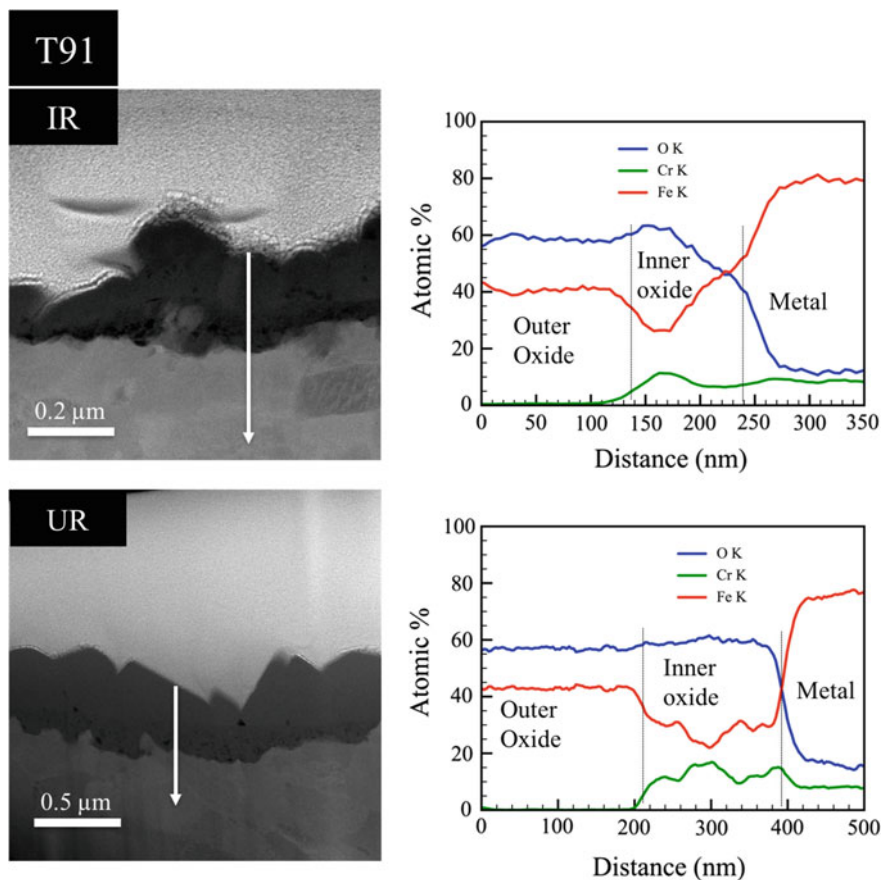 T91
IR
0.2 µm
Atomic %
100
80
60
40
20
0
O K
Cr K
Fe K
Outer
Oxide
Inner
oxide
Metal
0 50 100 150 200 250 300 350
Distance (nm)
UR
0.5 µm
Atomic %
100
80
60
40
20
0
O K
Cr K
Fe K
Outer
Oxide
Inner
oxide
Metal
0 100 200 300 400 500
Distance (nm)